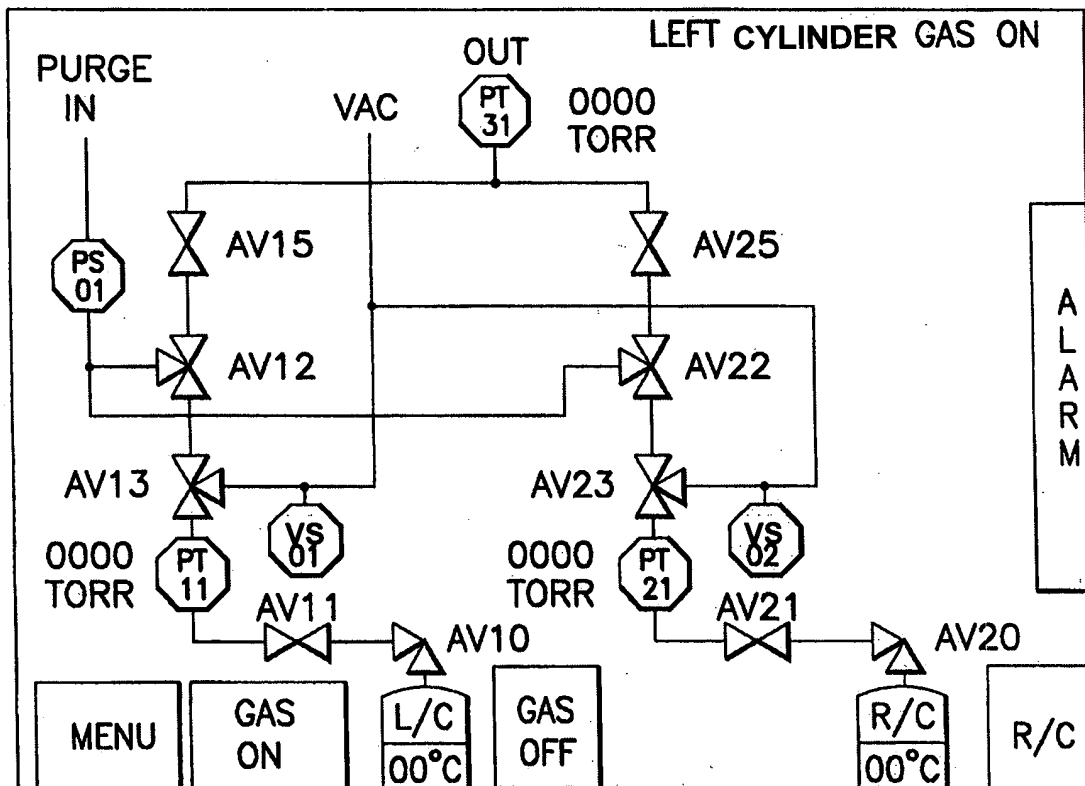 LEFT CYLINDER GAS ON
PURGE
IN
OUT
VAC
PT
31
0000
TORR
AV15
AV25
PS
01
AV12
AV22
AV13
AV23
VS
01
VS
02
0000
TORR
PT
11
0000
TORR
PT
21
AV11
AV10
AV21
AV20
A
L
A
R
M
MENU
GAS
ON
L/C
00°C
GAS
OFF
R/C
00°C
R/C